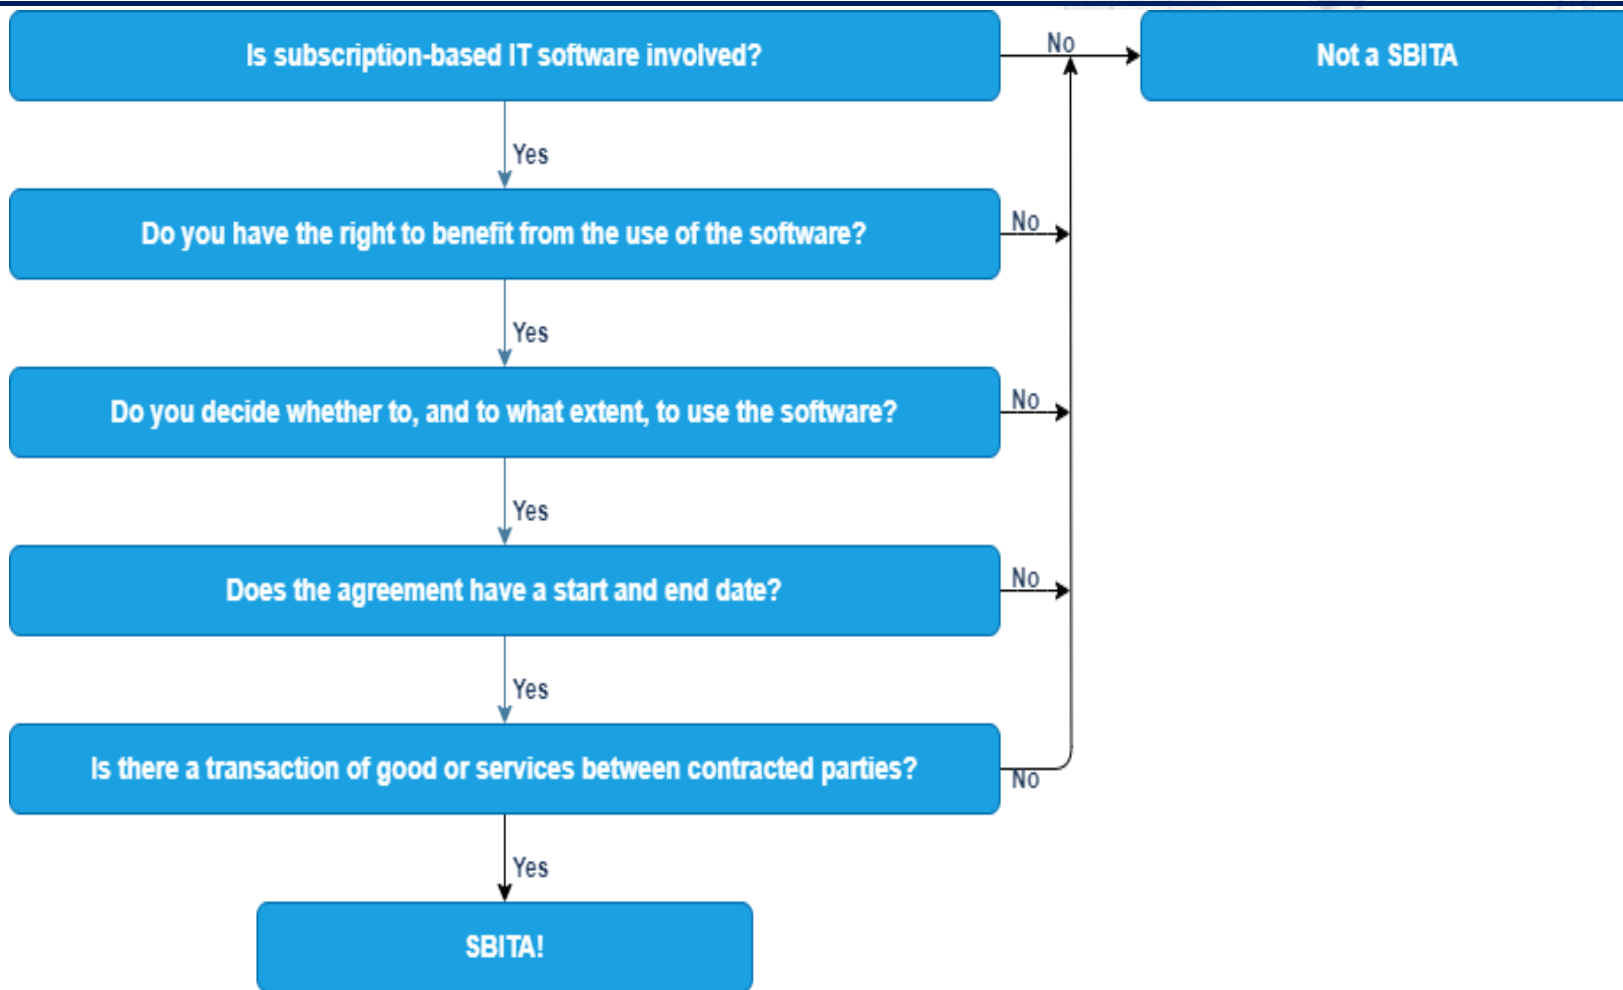 Is subscription-based IT software involved?
No
Not a SBITA
Yes
Do you have the right to benefit from the use of the software?
No
Yes
Do you decide whether to, and to what extent, to use the software?
No
Yes
Does the agreement have a start and end date?
No
Yes
Is there a transaction of good or services between contracted parties?
No
Yes
SBITA!